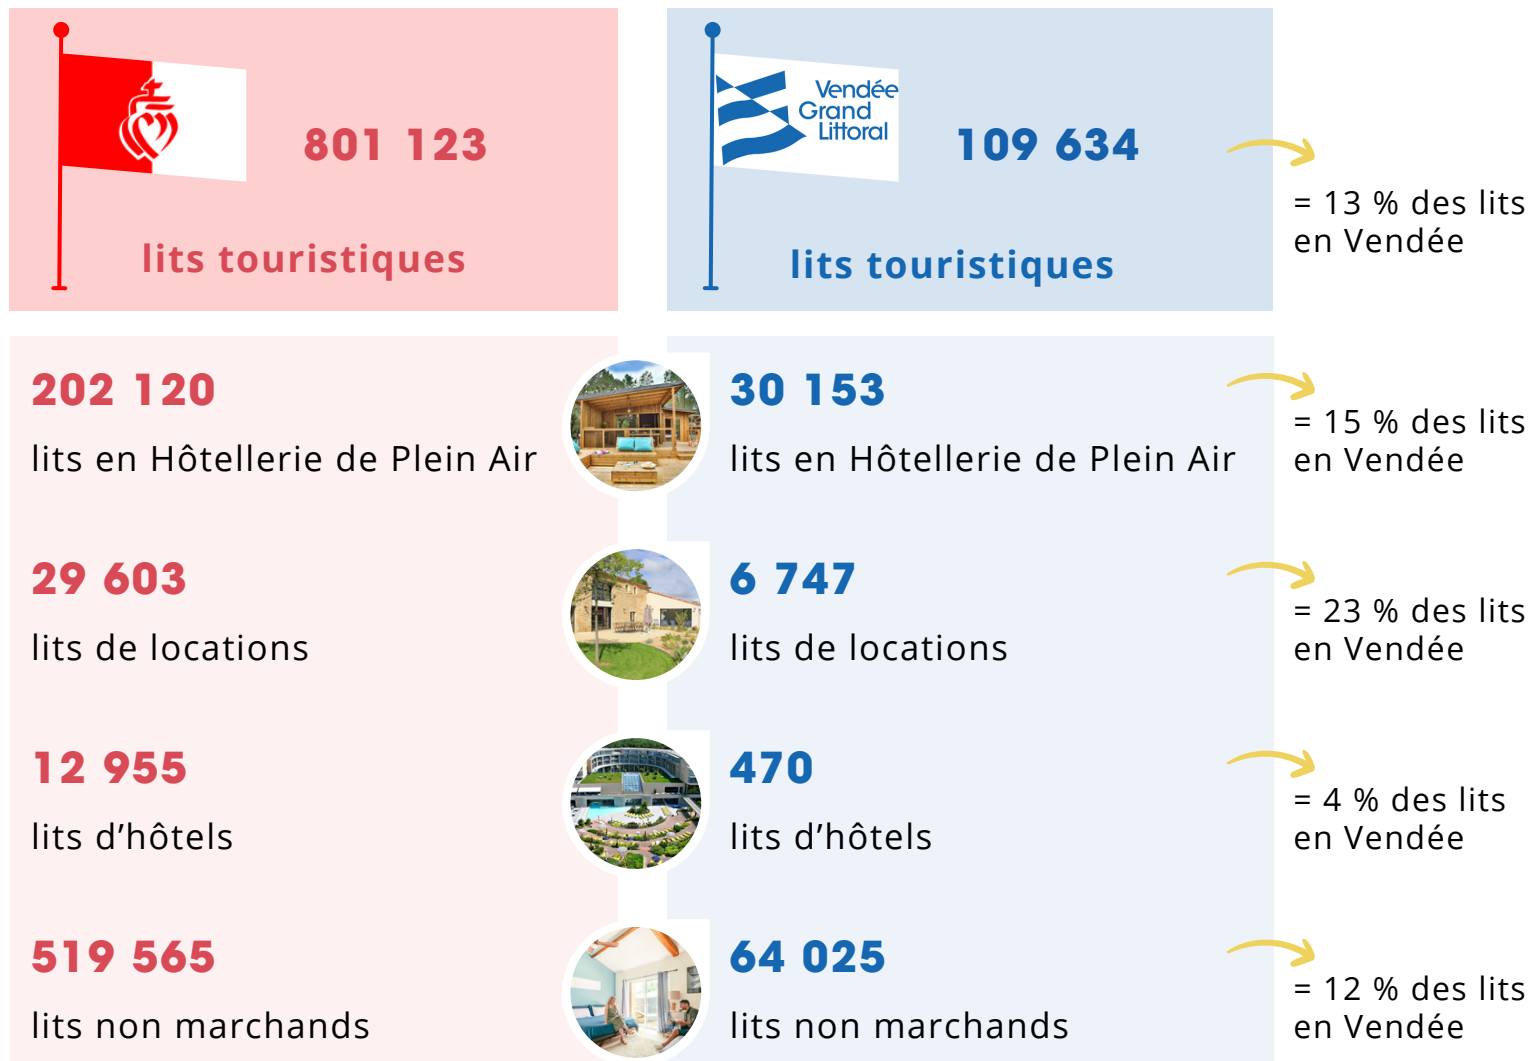 801 123
lits touristiques
Vendée
Grand
Littoral
109 634
lits touristiques
= 13 % des lits
en Vendée
202 120
lits en Hôtellerie de Plein Air
30 153
lits en Hôtellerie de Plein Air
= 15 % des lits
en Vendée
29 603
lits de locations
6 747
lits de locations
= 23 % des lits
en Vendée
12 955
lits d’hôtels
470
lits d’hôtels
= 4 % des lits
en Vendée
519 565
lits non marchands
64 025
lits non marchands
= 12 % des lits
en Vendée